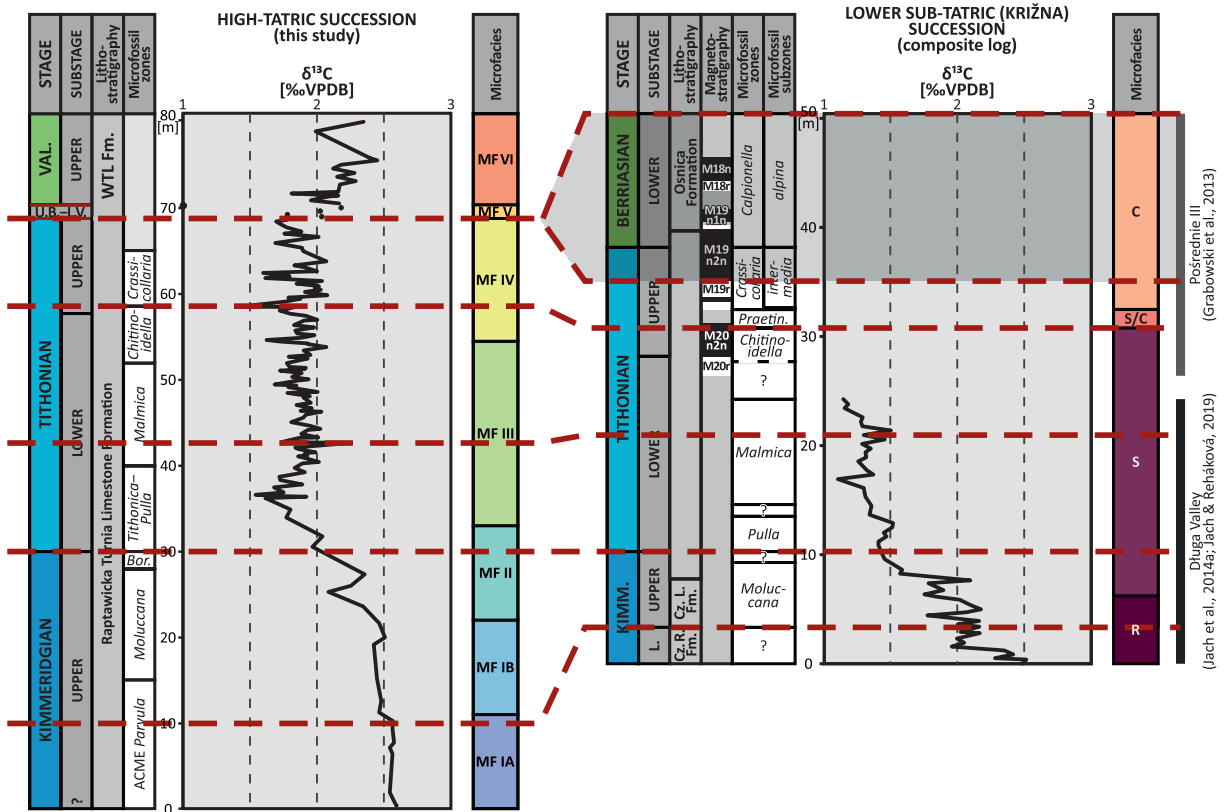 HIGH-TATRIC SUCCESSION
(this study)
STAGE
SUBSTAGE
Litho-
stratigraphy
Microfossil
zones
δ¹³C
[‰VPDB]
1
2
3
Microfacies
80
[m]
70
60
50
40
30
20
10
0
VAL.
U.B.–L.V.
TITHONIAN
KIMMERIDGIAN
UPPER
UPPER
LOWER
UPPER
?
WTL Fm.
Raptawicka Turnia Limestone Formation
Crassi-
collaria
Chitino-
idella
Malmica
Tithonica–
Pulla
Bor.
Moluccana
ACME Parvula
MF VI
MF V
MF IV
MF III
MF II
MF IB
MF IA
LOWER SUB-TATRIC (KRIŽNA)
SUCCESSION
(composite log)
STAGE
SUBSTAGE
Litho-
stratigraphy
Magneto-
stratigraphy
Microfossil
zones
Microfossil
subzones
δ¹³C
[‰VPDB]
1
2
3
Microfacies
50
[m]
40
30
20
10
0
BERRIASIAN
TITHONIAN
KIMM.
LOWER
UPPER
LOWER
UPPER
L.
Osnica
Formation
Cz. L.
Fm.
Cz. R.
Fm.
M18n
M18r
M19
n1n
M19
n2n
M19r
M20
n2n
M20r
Calpionella
alpina
Crassi-
collaria
inter-
media
Praetin.
Chitino-
idella
?
Malmica
?
Pulla
?
Moluc-
cana
?
C
S/C
S
R
Pośrednie III
(Grabowski et al., 2013)
Długa Valley
(Jach et al., 2014a; Jach & Reháková, 2019)